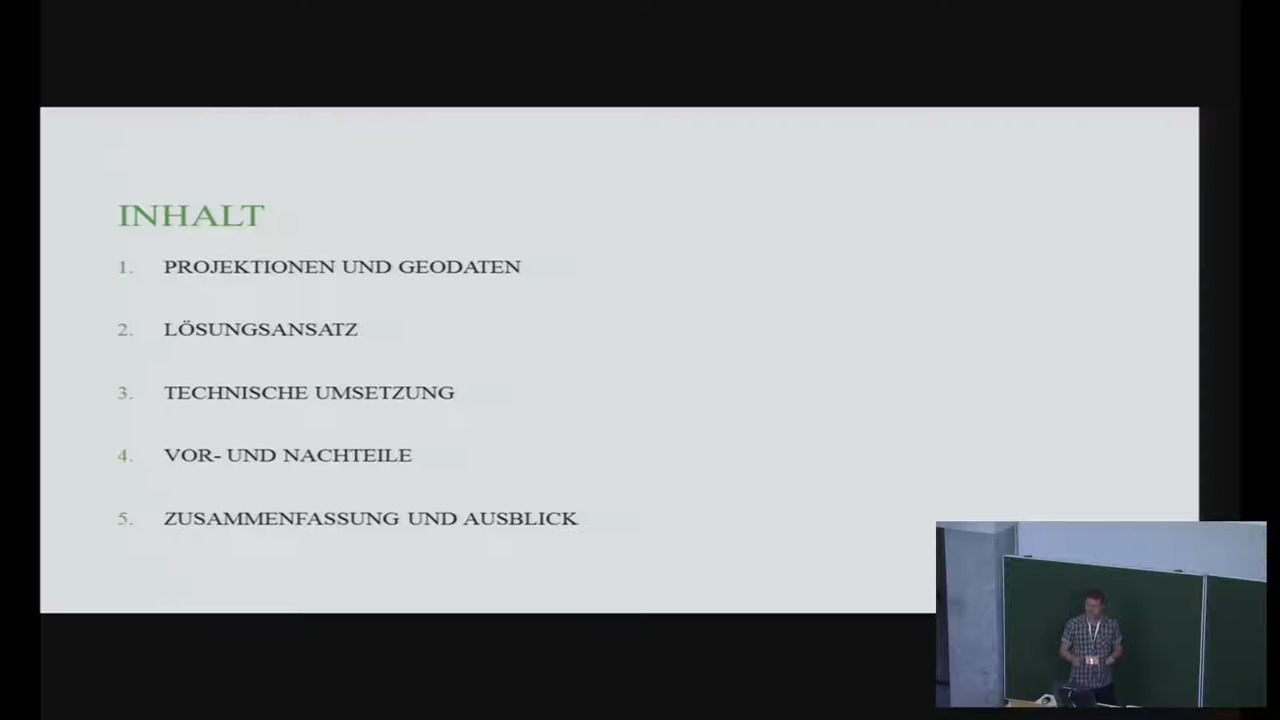 INHALT
1. PROJEKTIONEN UND GEODATEN
2. LÖSUNGSANSATZ
3. TECHNISCHE UMSETZUNG
4. VOR- UND NACHTEILE
5. ZUSAMMENFASSUNG UND AUSBLICK